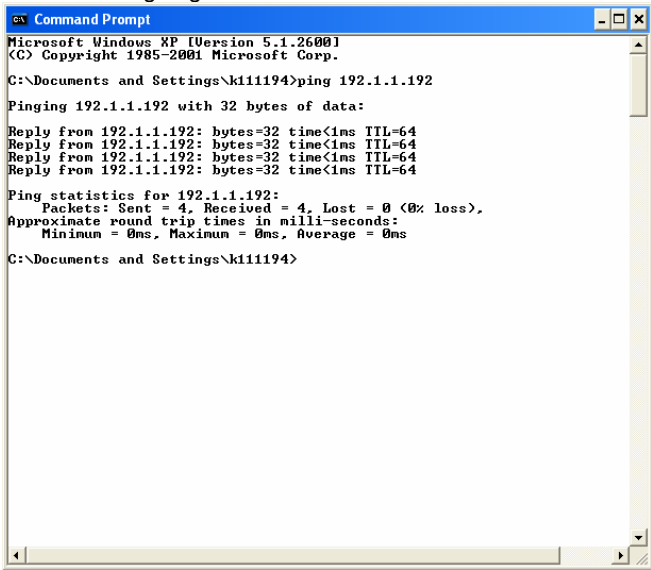 Command Prompt
Microsoft Windows XP [Version 5.1.2600]
(C) Copyright 1985-2001 Microsoft Corp.
C:\Documents and Settings\k111194>ping 192.1.1.192
Pinging 192.1.1.192 with 32 bytes of data:
Reply from 192.1.1.192: bytes=32 time<1ms TTL=64
Reply from 192.1.1.192: bytes=32 time<1ms TTL=64
Reply from 192.1.1.192: bytes=32 time<1ms TTL=64
Reply from 192.1.1.192: bytes=32 time<1ms TTL=64
Ping statistics for 192.1.1.192:
Packets: Sent = 4, Received = 4, Lost = 0 (0% loss),
Approximate round trip times in milli-seconds:
Minimum = 0ms, Maximum = 0ms, Average = 0ms
C:\Documents and Settings\k111194>